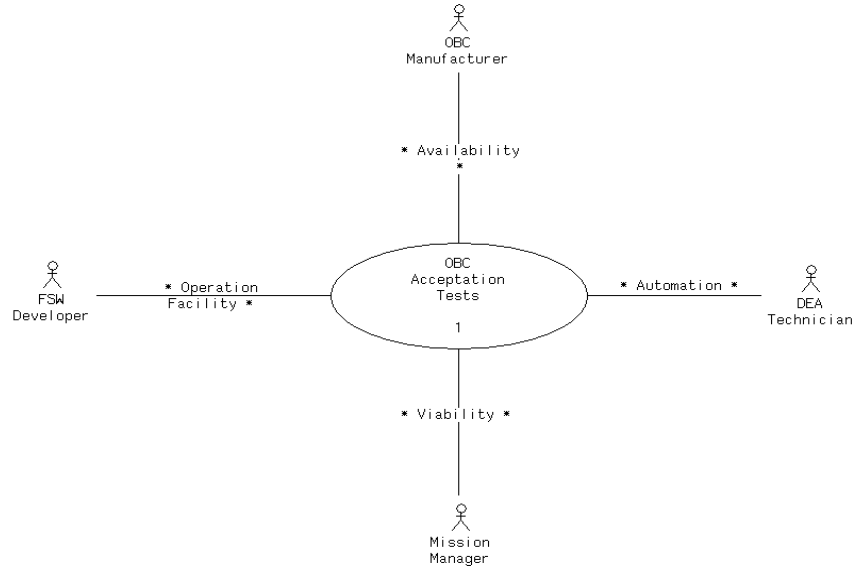 OBC
Manufacturer
* Availability
*
OBC
Acceptation
Tests
1
FSW
Developer
* Operation
Facility *
* Automation *
DEA
Technician
* Viability *
Mission
Manager